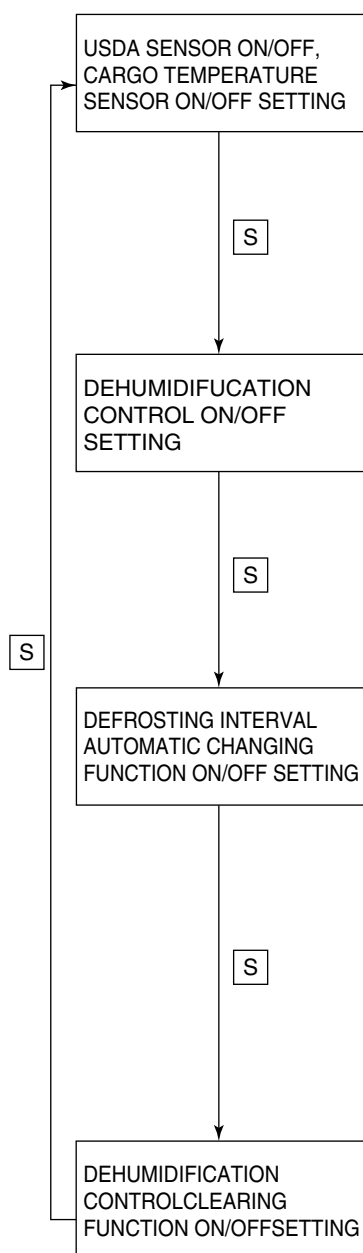 USDA SENSOR ON/OFF,
CARGO TEMPERATURE
SENSOR ON/OFF SETTING
S
DEHUMIDIFUCATION
CONTROL ON/OFF
SETTING
S
S
DEFROSTING INTERVAL
AUTOMATIC CHANGING
FUNCTION ON/OFF SETTING
S
DEHUMIDIFICATION
CONTROLCLEARING
FUNCTION ON/OFFSETTING